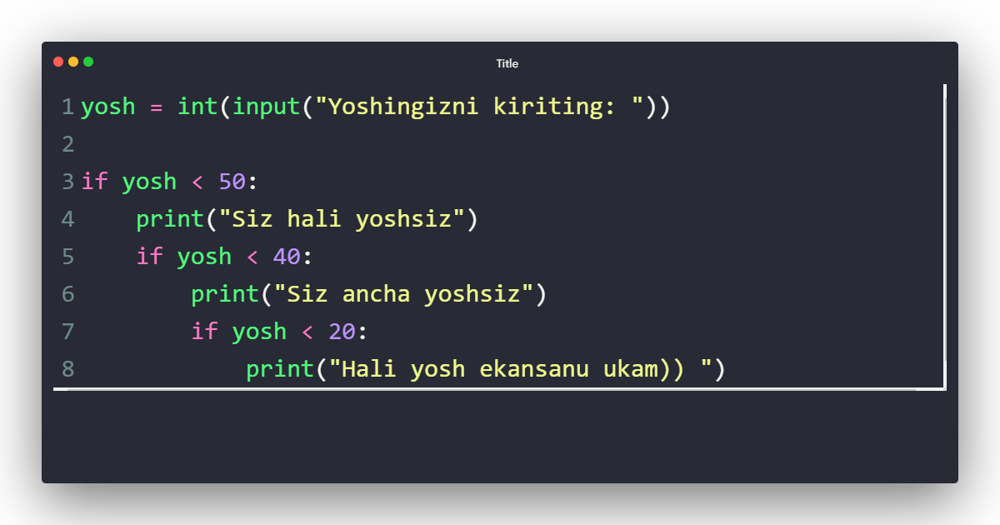 Title
1 yosh = int(input("Yoshingizni kiriting: "))
2
3 if yosh < 50:
4     print("Siz hali yoshsiz")
5     if yosh < 40:
6         print("Siz ancha yoshsiz")
7         if yosh < 20:
8             print("Hali yosh ekansanu ukam)) ")